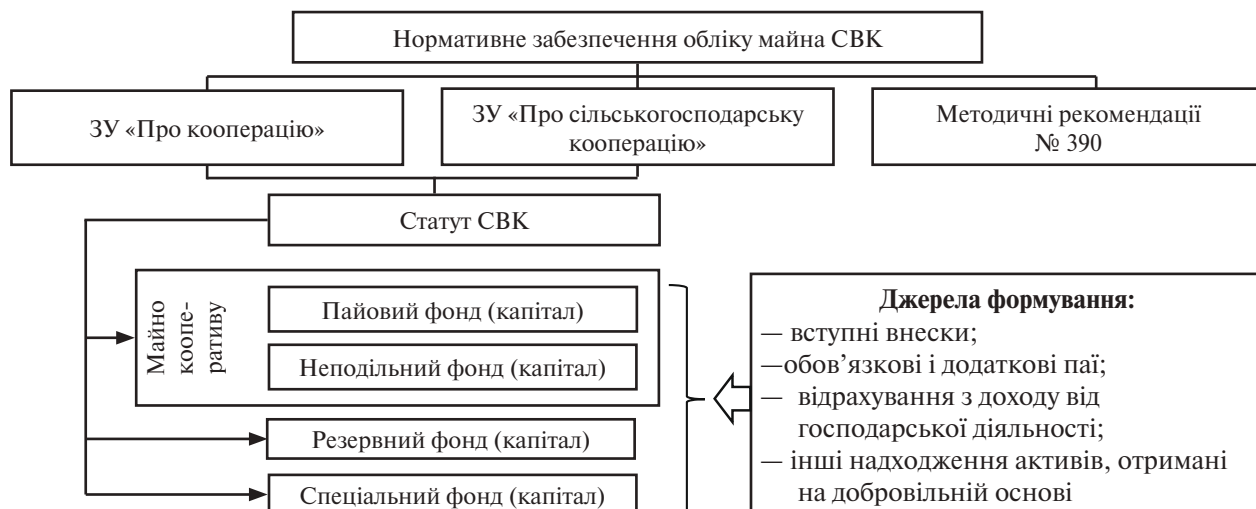 Нормативне забезпечення обліку майна СВК
ЗУ «Про кооперацію»
ЗУ «Про сільськогосподарську
кооперацію»
Методичні рекомендації
№ 390
Статут СВК
Майно
коопе-
ративу
Пайовий фонд (капітал)
Неподільний фонд (капітал)
Резервний фонд (капітал)
Спеціальний фонд (капітал)
Джерела формування:
— вступні внески;
—обов’язкові і додаткові паї;
— відрахування з доходу від
господарської діяльності;
— інші надходження активів, отримані
на добровільній основі